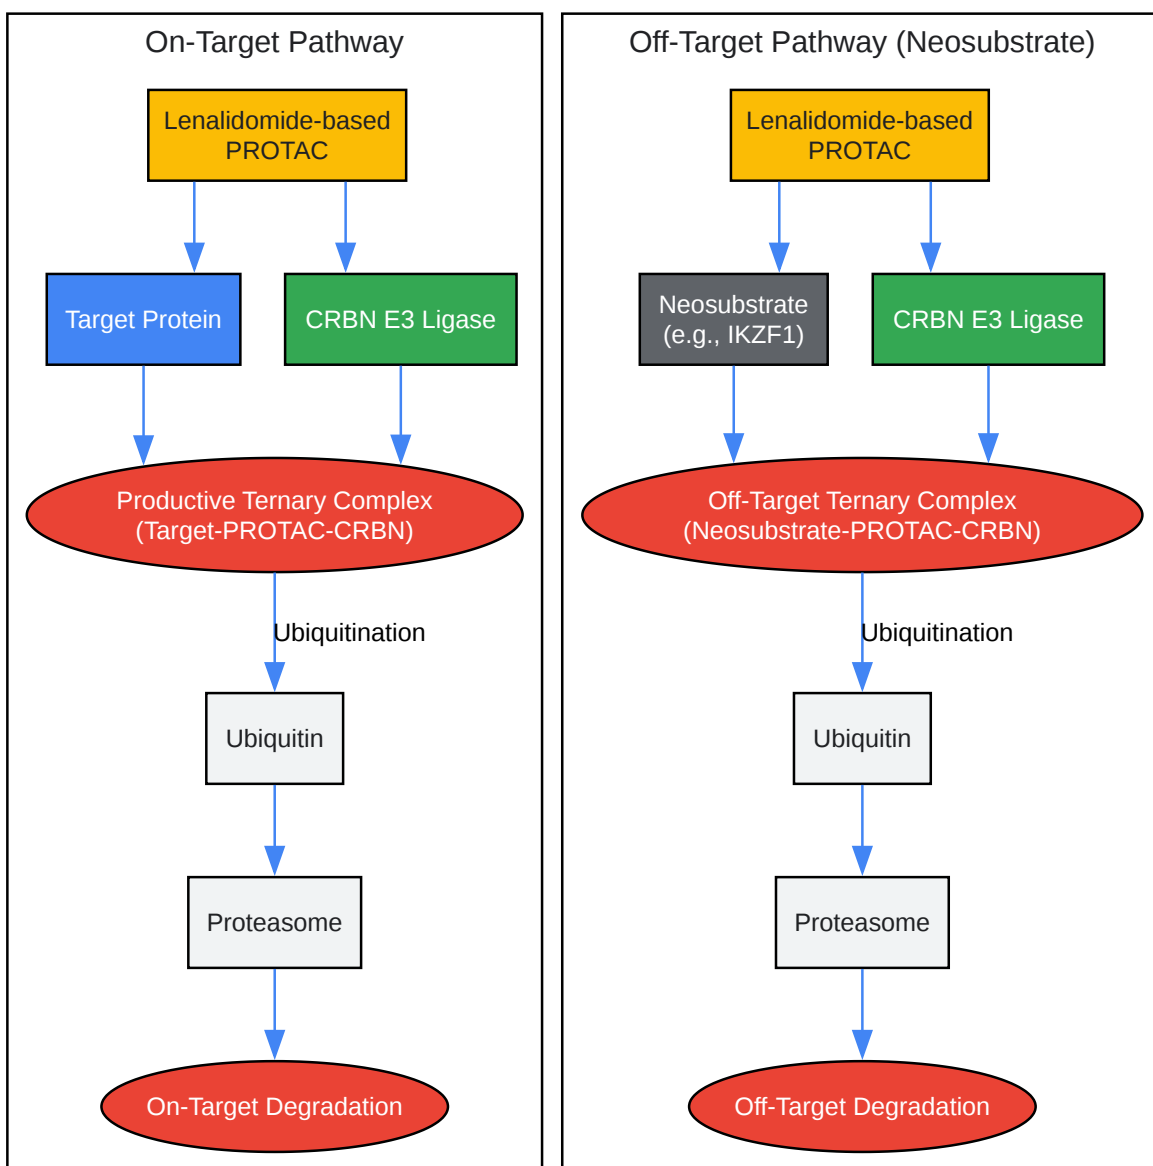 On-Target Pathway
Lenalidomide-based
PROTAC
Target Protein
CRBN E3 Ligase
Productive Ternary Complex
(Target-PROTAC-CRBN)
Ubiquitination
Ubiquitin
Proteasome
On-Target Degradation
Off-Target Pathway (Neosubstrate)
Lenalidomide-based
PROTAC
Neosubstrate
(e.g., IKZF1)
CRBN E3 Ligase
Off-Target Ternary Complex
(Neosubstrate-PROTAC-CRBN)
Ubiquitination
Ubiquitin
Proteasome
Off-Target Degradation